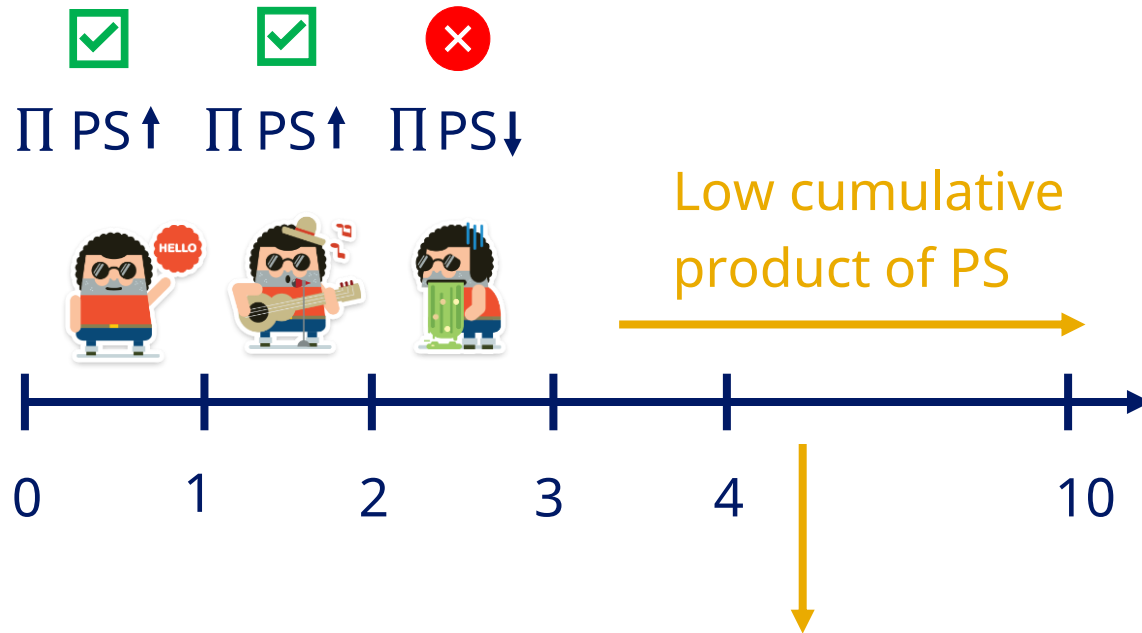 ∏ PS ∏ PS ∏ PS
Low cumulative
product of PS
HELLO
0 1 2 3 4 10